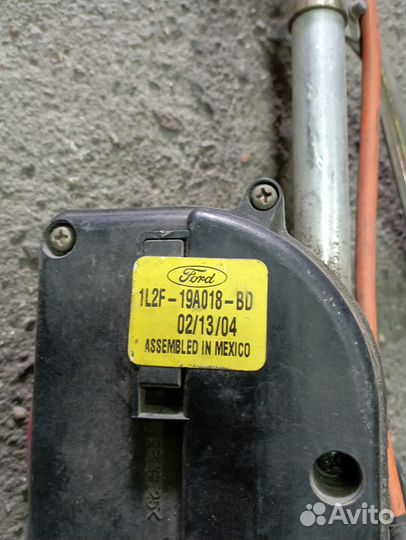 Ford
1L2F-19A018-BD
02/13/04
ASSEMBLED IN MEXICO
Avito